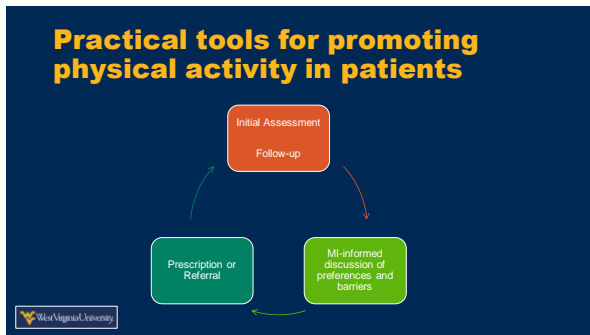 Practical tools for promoting
physical activity in patients
Initial Assessment
Follow-up
MI-informed
discussion of
preferences and
barriers
Prescription or
Referral
WestVirginiaUniversity